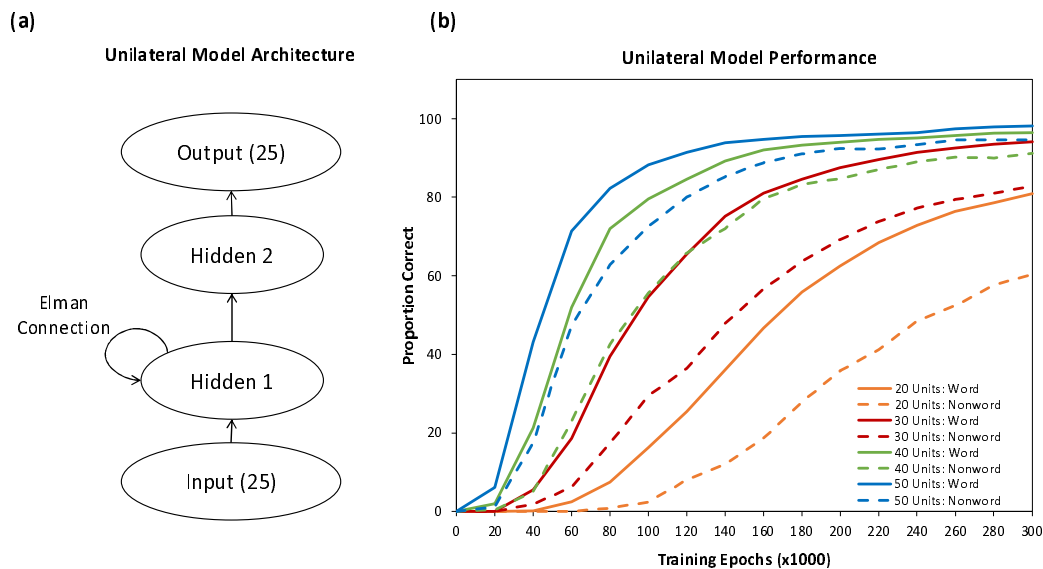 (a)
Unilateral Model Architecture
Output (25)
Hidden 2
Elman
Connection
Hidden 1
Input (25)
(b)
Unilateral Model Performance
Proportion Correct
100
80
60
40
20
0
0 20 40 60 80 100 120 140 160 180 200 220 240 260 280 300
Training Epochs (x1000)
20 Units: Word
20 Units: Nonword
30 Units: Word
30 Units: Nonword
40 Units: Word
40 Units: Nonword
50 Units: Word
50 Units: Nonword